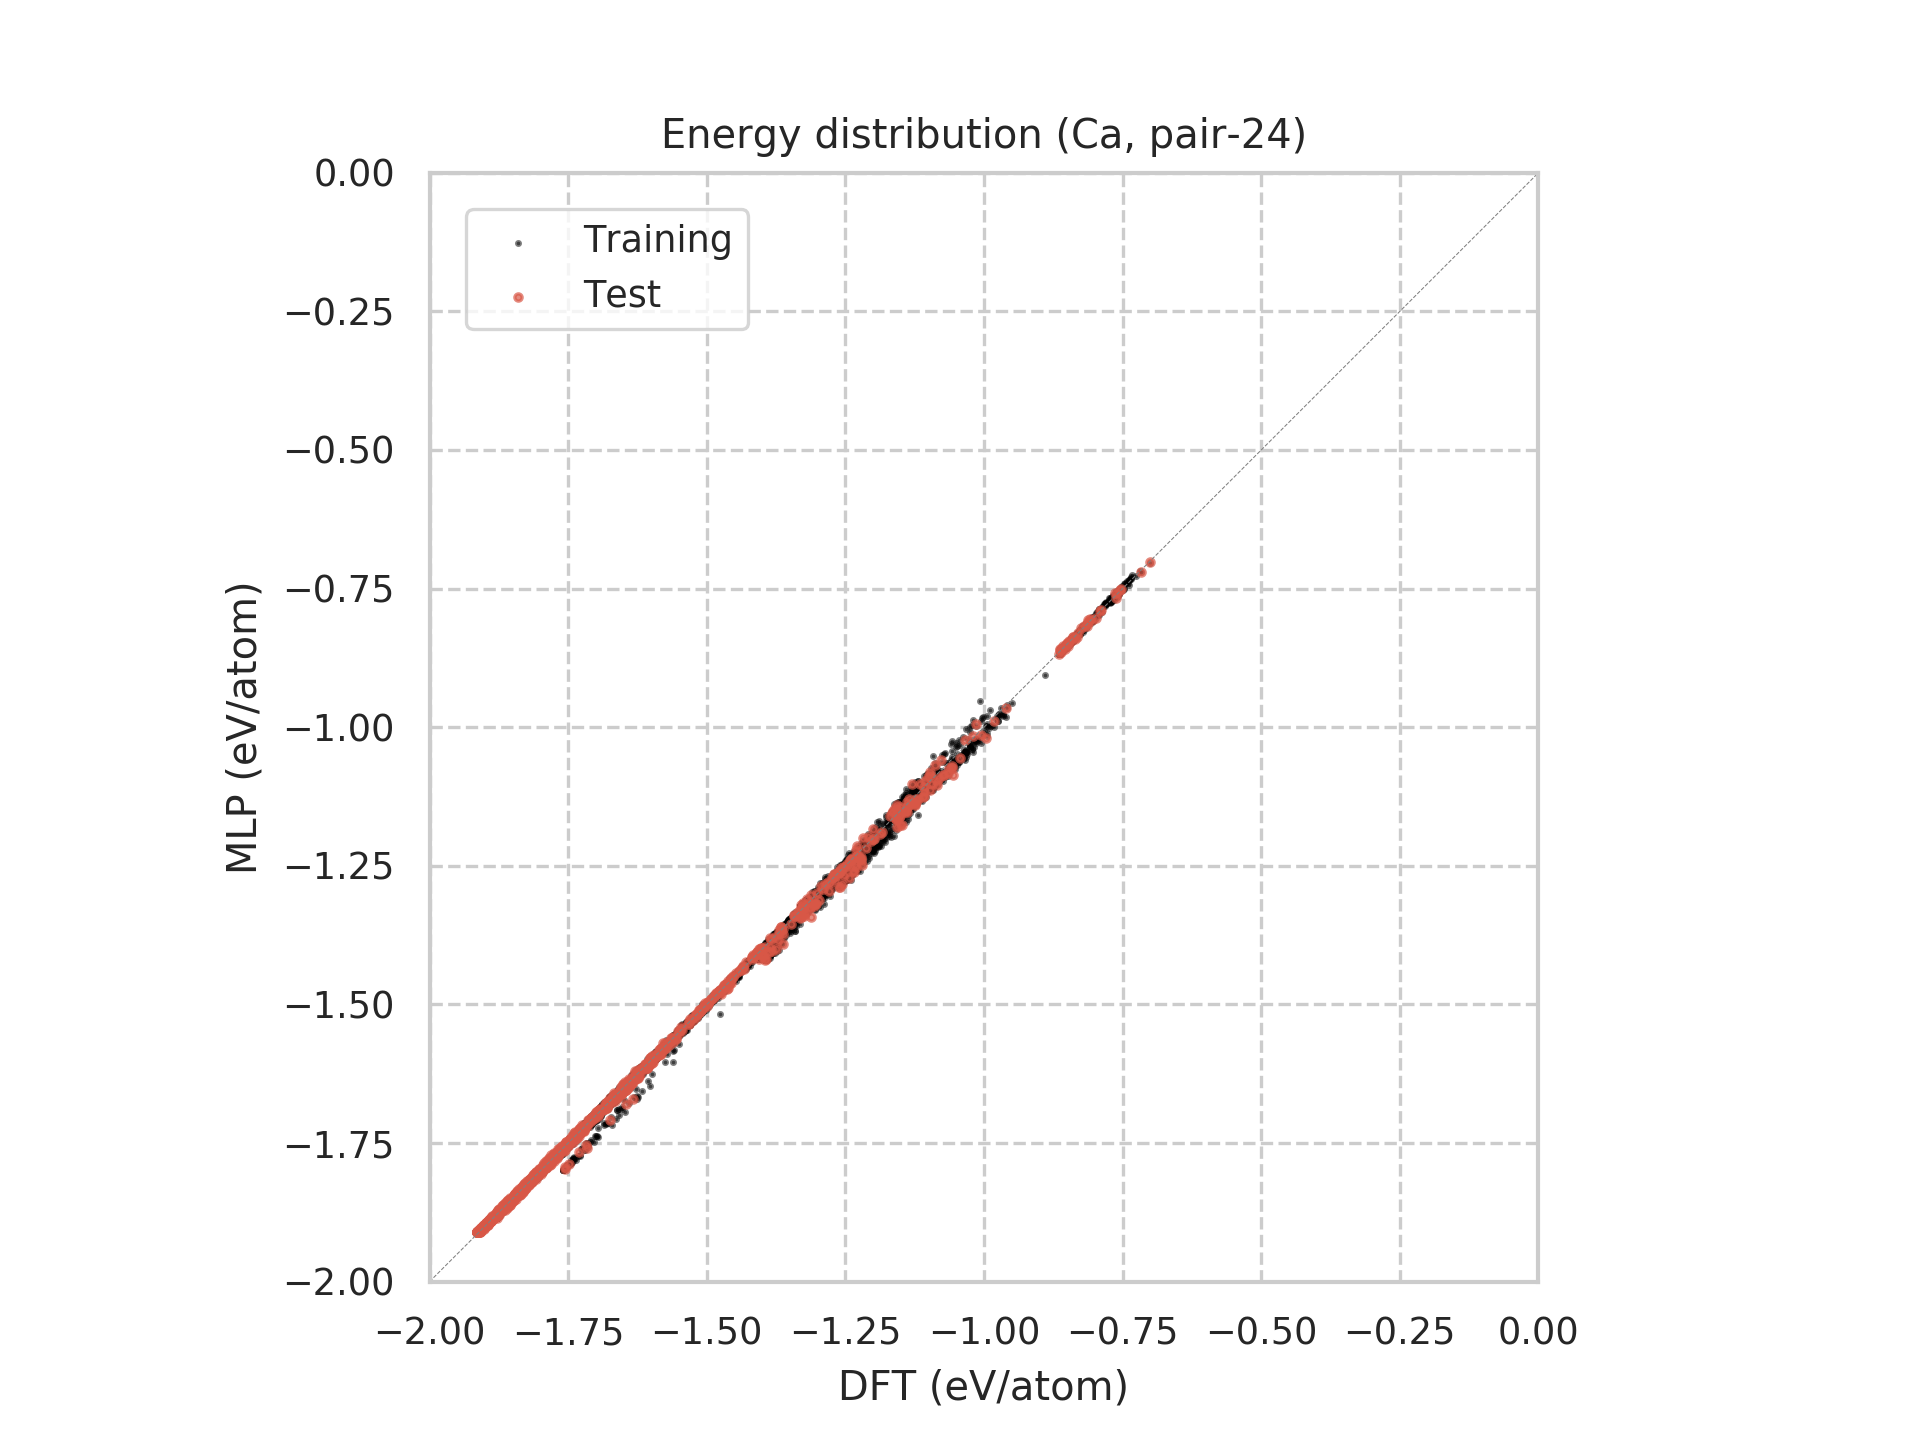 Energy distribution (Ca, pair-24)
0.00
−0.25
−0.50
−0.75
−1.00
−1.25
−1.50
−1.75
−2.00
MLP (eV/atom)
Training
Test
−2.00 −1.75 −1.50 −1.25 −1.00 −0.75 −0.50 −0.25 0.00
DFT (eV/atom)